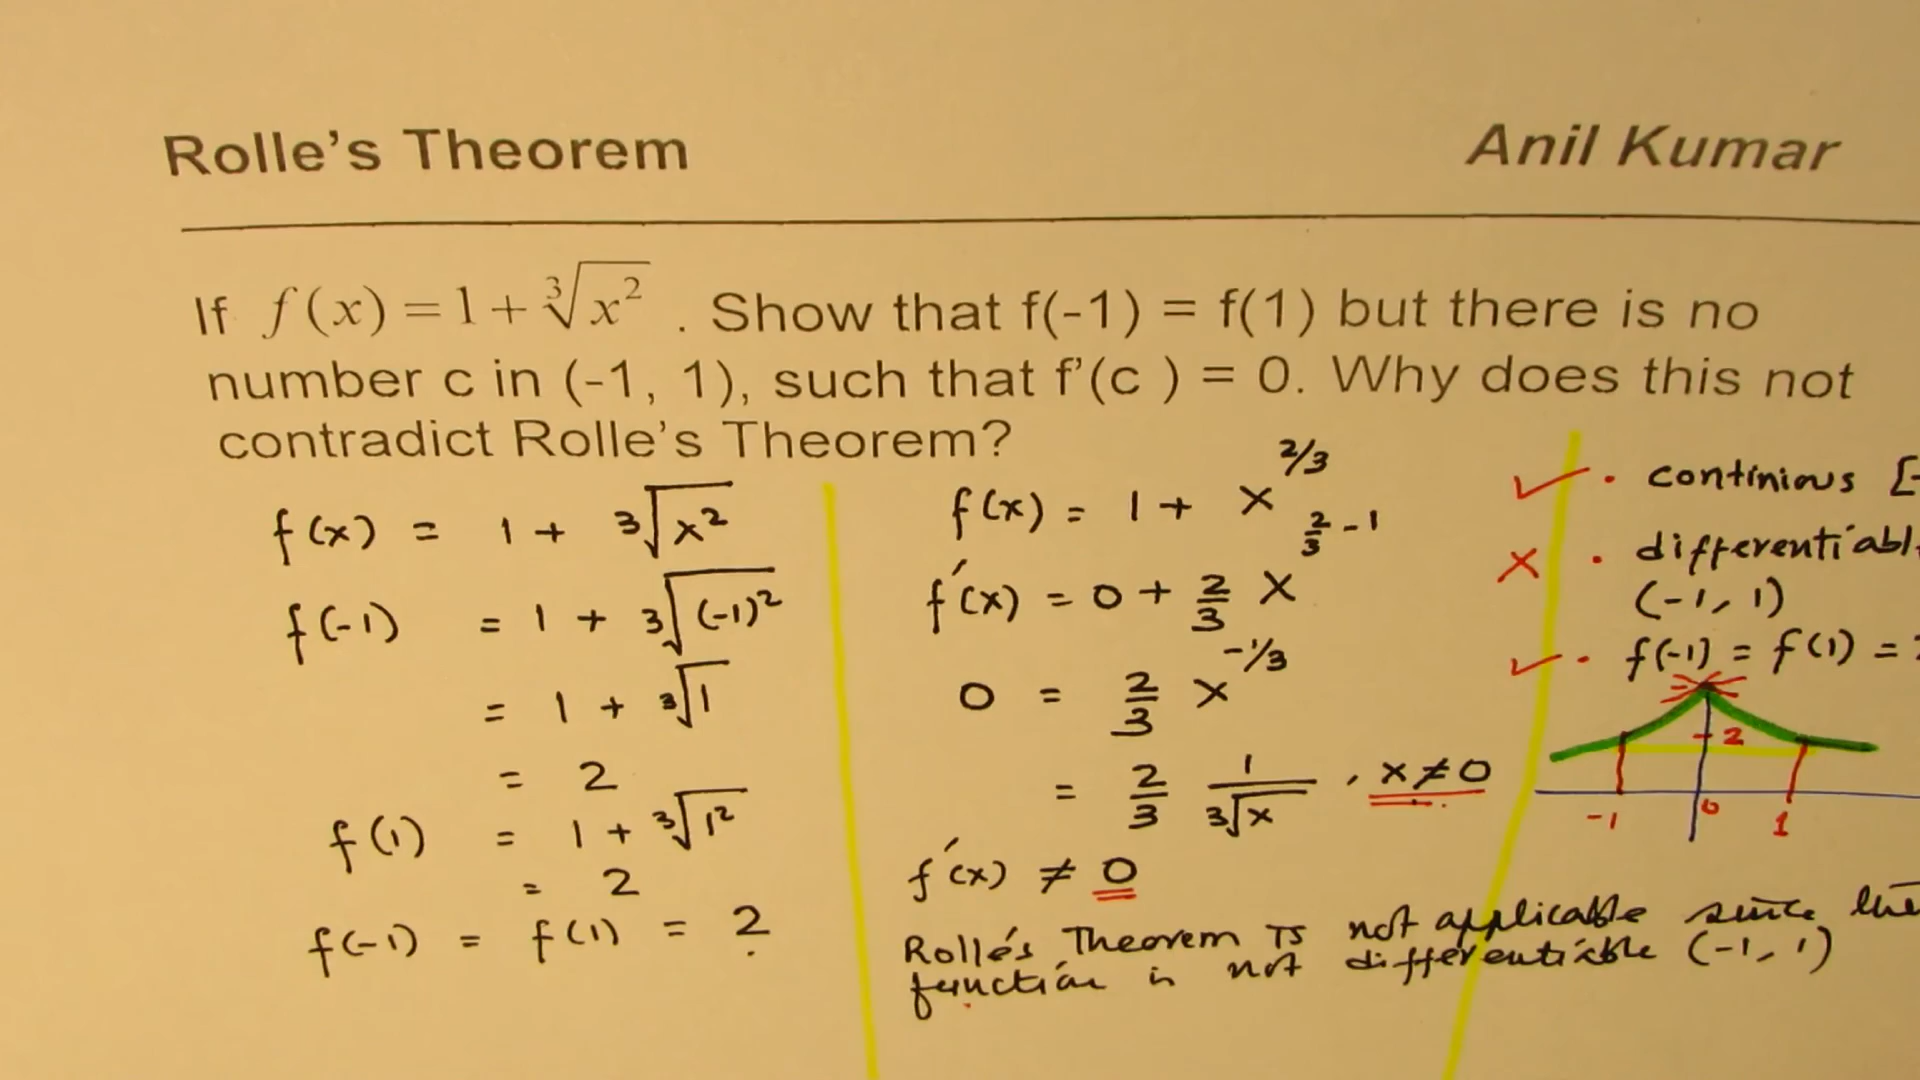 Rolle's Theorem
Anil Kumar
If f(x) = 1 + ∛x² . Show that f(-1) = f(1) but there is no
number c in (-1, 1), such that f'(c ) = 0. Why does this not
contradict Rolle's Theorem?
f(x) = 1 + ∛x²
f(-1) = 1 + ∛(-1)²
= 1 + ∛1
= 2
f(1) = 1 + ∛1²
= 2
f(-1) = f(1) = 2.
f(x) = 1 + x^2/3
f'(x) = 0 + 2/3 x^2/3 - 1
0 = 2/3 x^-1/3
= 2/3 1/∛x , x ≠ 0
f'(x) ≠ 0
Rolle's Theorem is not applicable since
function is not differentiable (-1, 1)
✓ · continious [-
✗ · differentiabl
(-1, 1)
✓ · f(-1) = f(1) =
2
-1 0 1